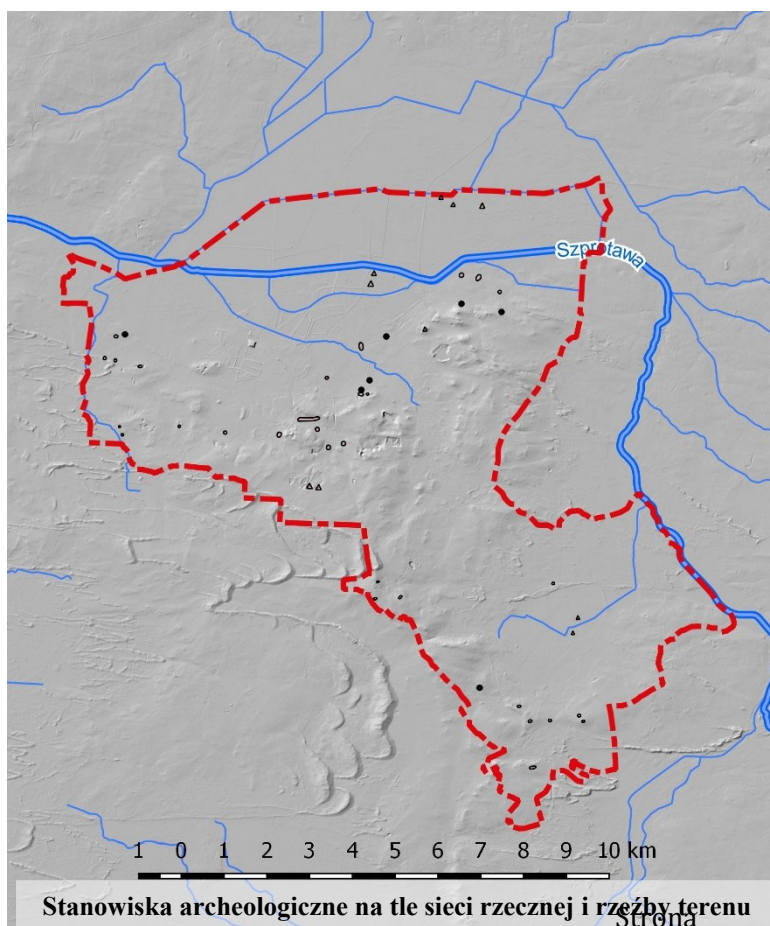 Szprotawa
1 0 1 2 3 4 5 6 7 8 9 10 km
Stanowiska archeologiczne na tle sieci rzecznej i rzeźby terenu
Strona